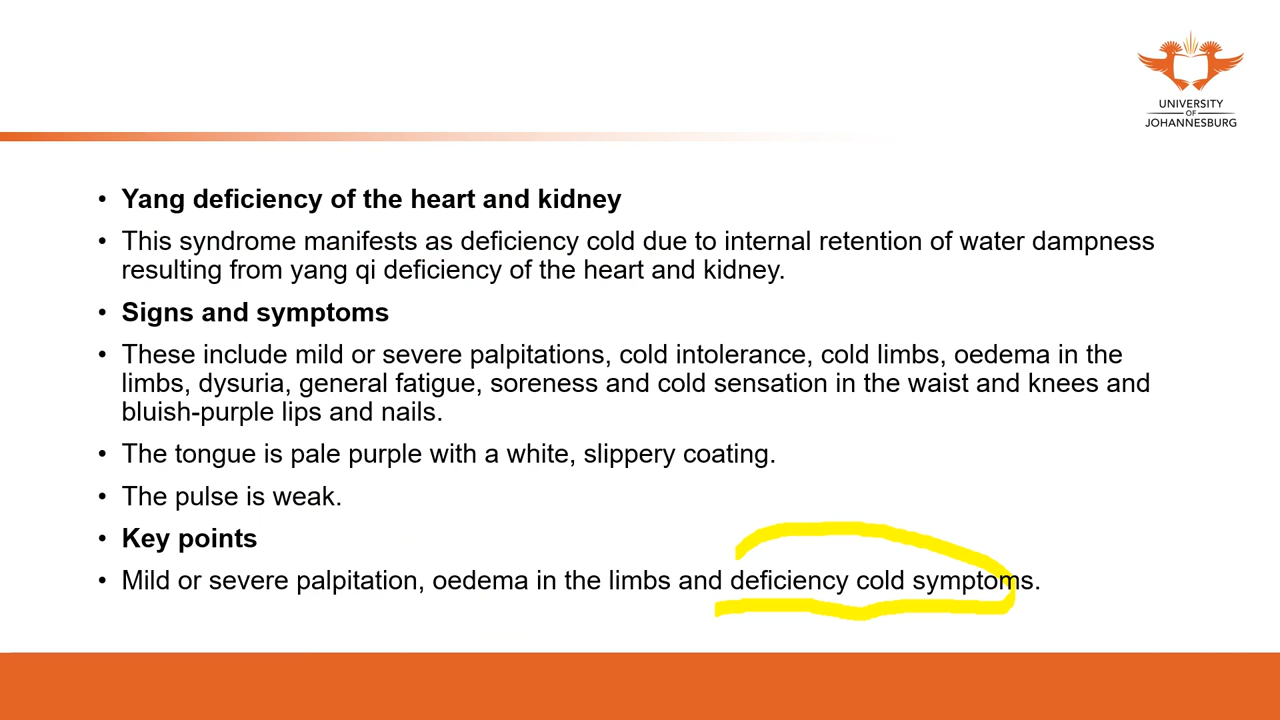 UNIVERSITY
OF
JOHANNESBURG
• Yang deficiency of the heart and kidney
• This syndrome manifests as deficiency cold due to internal retention of water dampness
resulting from yang qi deficiency of the heart and kidney.
• Signs and symptoms
• These include mild or severe palpitations, cold intolerance, cold limbs, oedema in the
limbs, dysuria, general fatigue, soreness and cold sensation in the waist and knees and
bluish-purple lips and nails.
• The tongue is pale purple with a white, slippery coating.
• The pulse is weak.
• Key points
• Mild or severe palpitation, oedema in the limbs and deficiency cold symptoms.